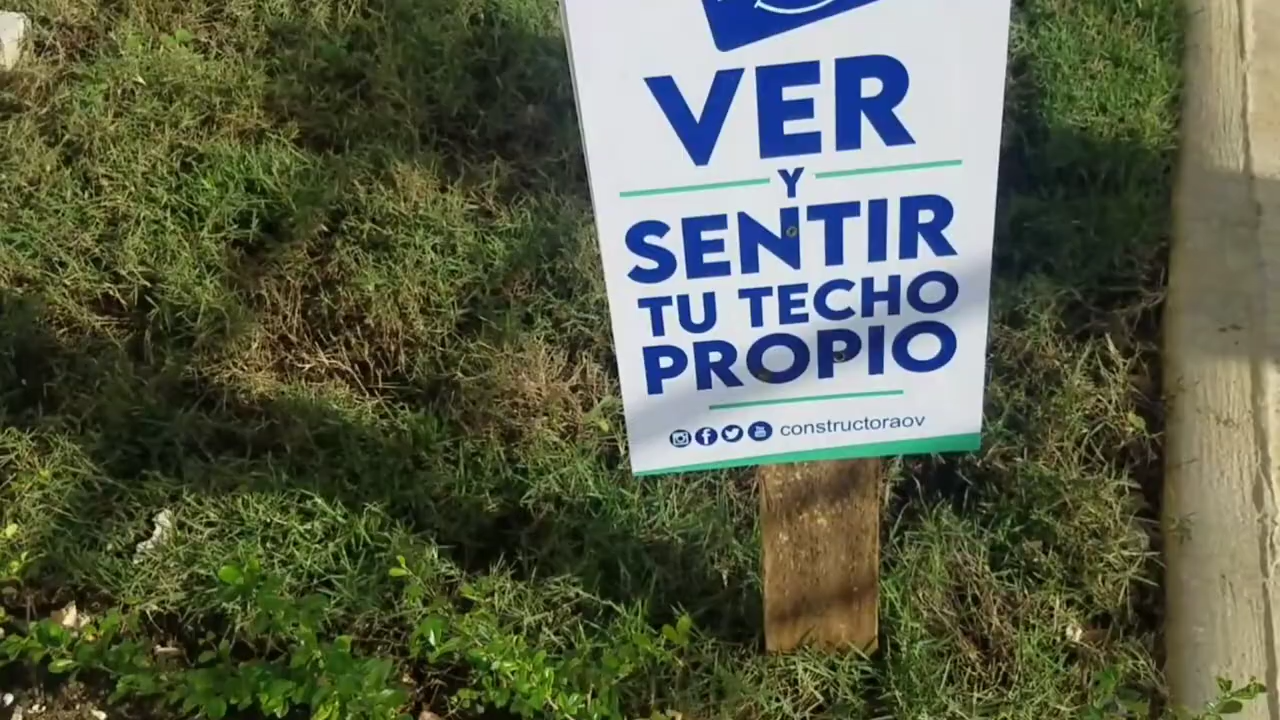 VER
Y
SENTIR
TU TECHO
PROPIO
constructoraov